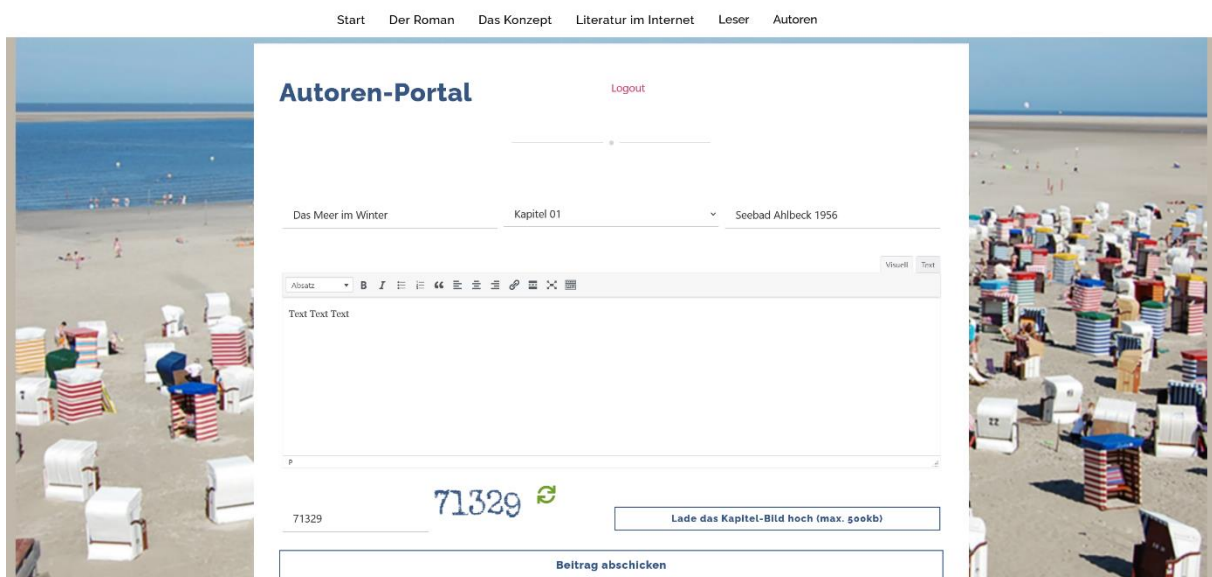 Start Der Roman Das Konzept Literatur im Internet Leser Autoren
Autoren-Portal Logout
Das Meer im Winter Kapitel 01 Seebad Ahlbeck 1956
Visuell Text
Absatz B I
Text Text Text
P
71329 71329 Lade das Kapitel-Bild hoch (max. 500kb)
Beitrag abschicken
22